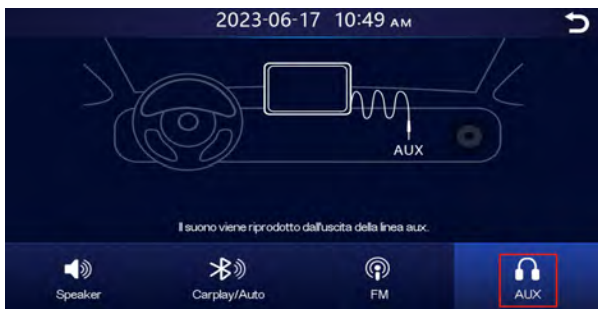 2023-06-17 10:49 AM
AUX
Il suono viene riprodotto dall'uscita della linea aux.
Speaker Carplay/Auto FM AUX